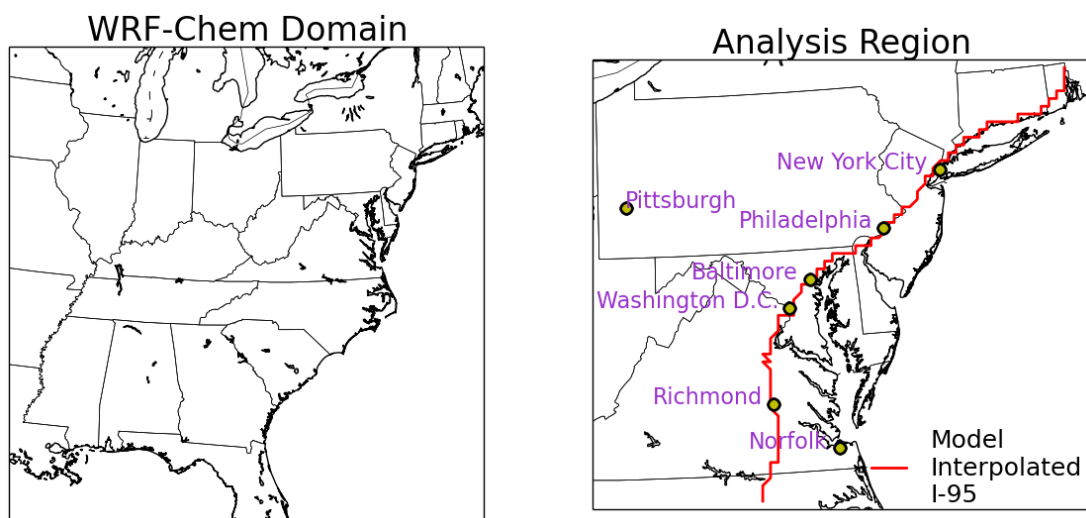 WRF-Chem Domain
Analysis Region
New York City
Pittsburgh
Philadelphia
Baltimore
Washington D.C.
Richmond
Norfolk
Model
Interpolated
I-95